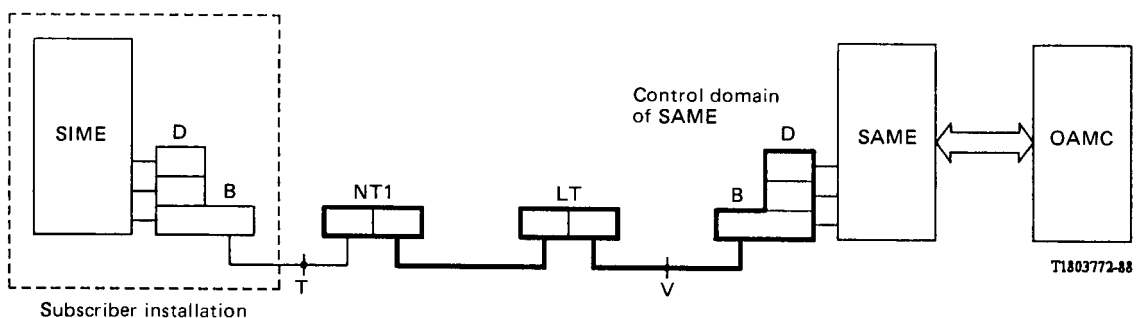 Control domain
of SAME
SIME
D
B
NT1
LT
B
D
SAME
OAMC
T
V
T1803772-88
Subscriber installation